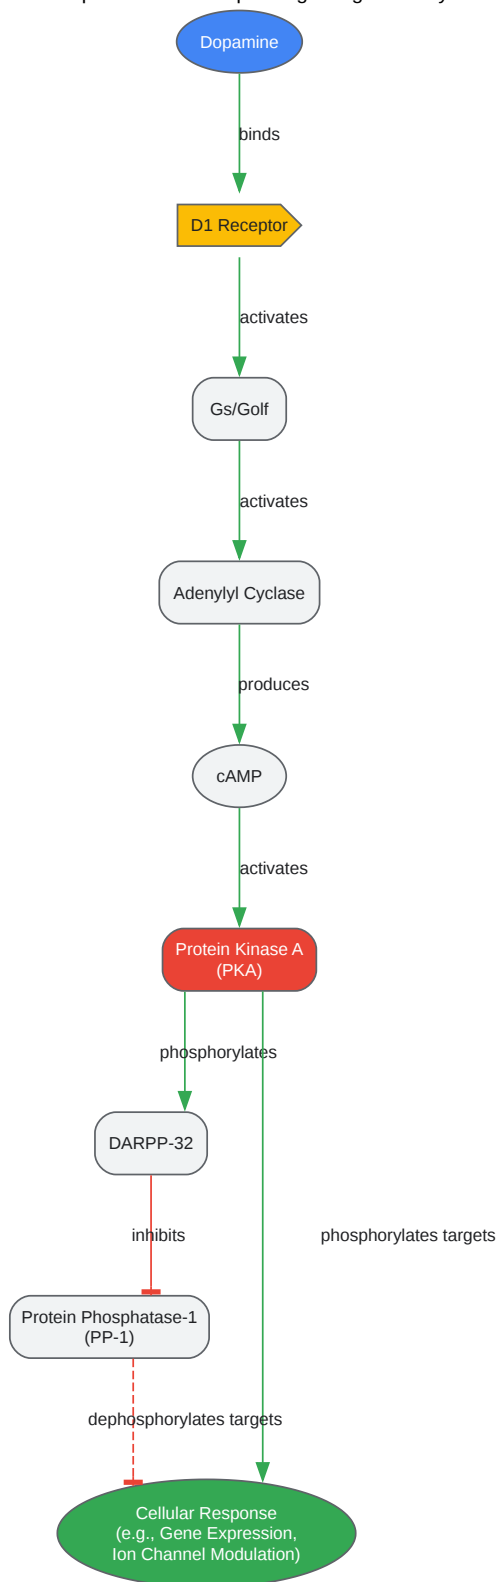 Dopamine
binds
D1 Receptor
activates
Gs/Golf
activates
Adenylyl Cyclase
produces
cAMP
activates
Protein Kinase A
(PKA)
phosphorylates
DARPP-32
inhibits
phosphorylates targets
Protein Phosphatase-1
(PP-1)
dephosphorylates targets
Cellular Response
(e.g., Gene Expression,
Ion Channel Modulation)